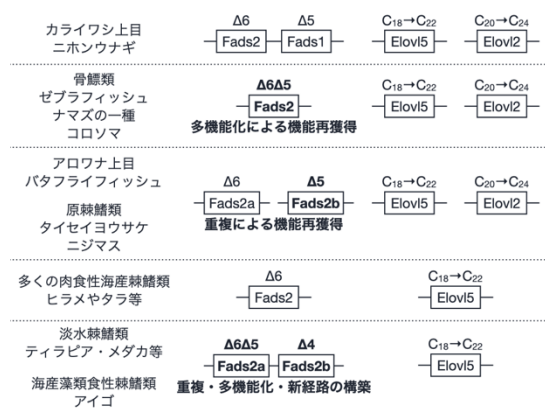 カライワシ上目
ニホンウナギ
Δ6 Δ5 C₁₈→C₂₂ C₂₀→C₂₄
Fads2 Fads1 Elovl5 Elovl2
骨鰾類
ゼブラフィッシュ
ナマズの一種
コロソマ
Δ6Δ5 C₁₈→C₂₂ C₂₀→C₂₄
Fads2 Elovl5 Elovl2
多機能化による機能再獲得
アロワナ上目
バタフライフィッシュ
原棘鰭類
タイセイヨウサケ
ニジマス
Δ6 Δ5 C₁₈→C₂₂ C₂₀→C₂₄
Fads2a Fads2b Elovl5 Elovl2
重複による機能再獲得
多くの肉食性海産棘鰭類
ヒラメやタラ等
Δ6 C₁₈→C₂₂
Fads2 Elovl5
淡水棘鰭類
ティラピア・メダカ等
海産藻類食性棘鰭類
アイゴ
Δ6Δ5 Δ4 C₁₈→C₂₂
Fads2a Fads2b Elovl5
重複・多機能化・新経路の構築